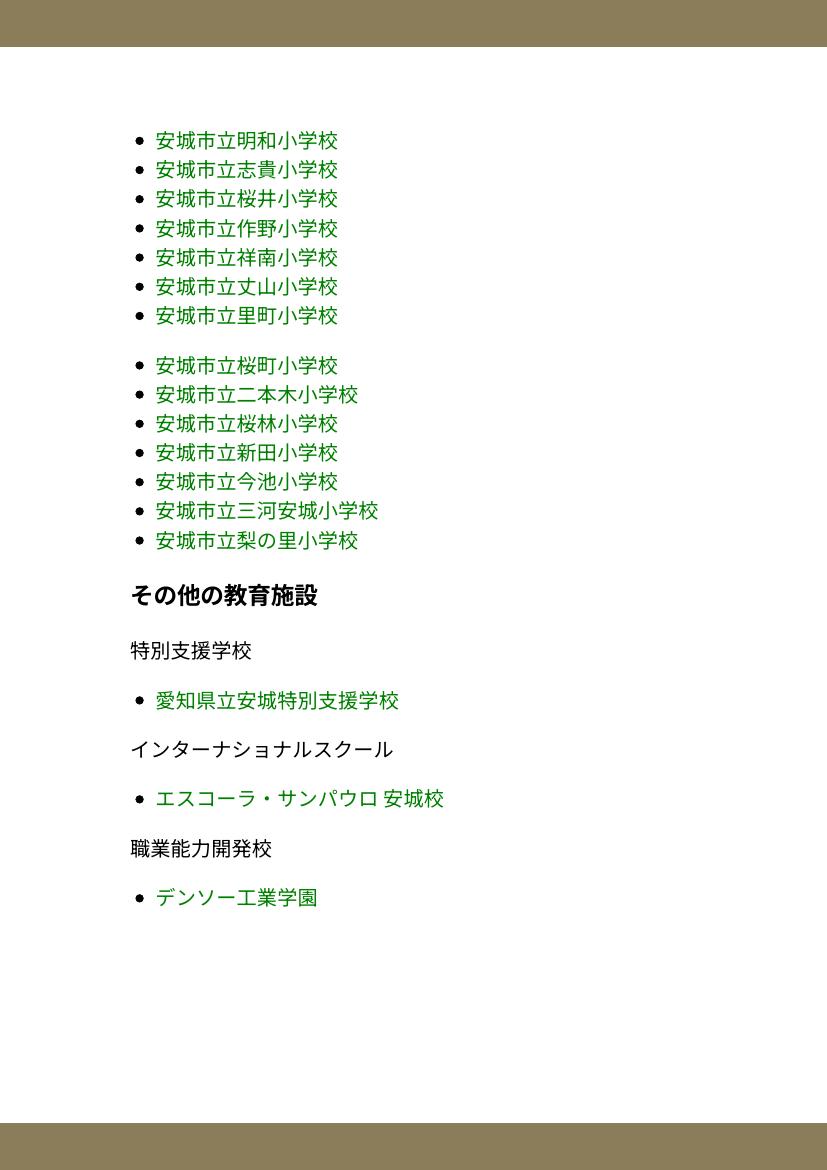 安城市立明和小学校
安城市立志貴小学校
安城市立桜井小学校
安城市立作野小学校
安城市立祥南小学校
安城市立丈山小学校
安城市立里町小学校
安城市立桜町小学校
安城市立二本木小学校
安城市立桜林小学校
安城市立新田小学校
安城市立今池小学校
安城市立三河安城小学校
安城市立梨の里小学校
その他の教育施設
特別支援学校
愛知県立安城特別支援学校
インターナショナルスクール
エスコーラ・サンパウロ 安城校
職業能力開発校
デンソー工業学園